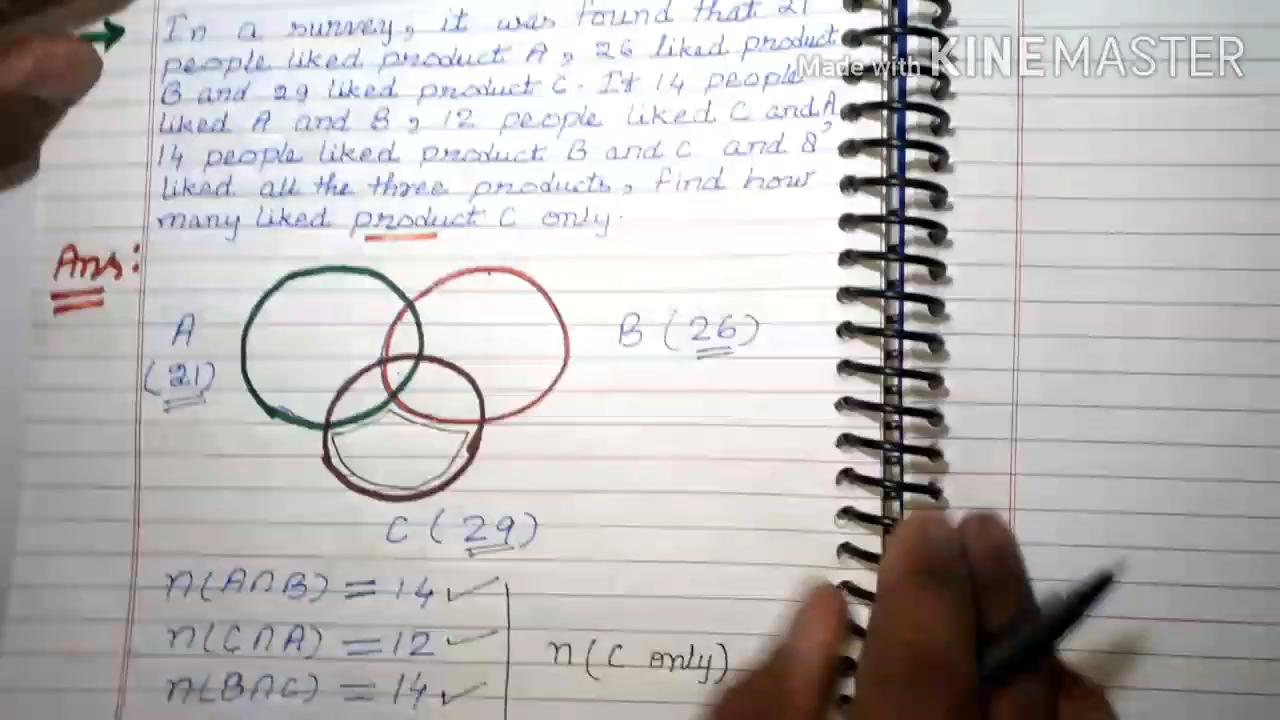 In a survey, it was found that 21
people liked product A, 26 liked product
B and 29 liked product C. If 14 people
liked A and B, 12 people liked C and A,
14 people liked product B and C and 8
liked all the three products, find how
many liked product C only.
Made with KINEMASTER
Ans:
A
(21)
B (26)
C (29)
n(A∩B) = 14 ✓
n(C∩A) = 12 ✓
n(B∩C) = 14 ✓
n(C only)